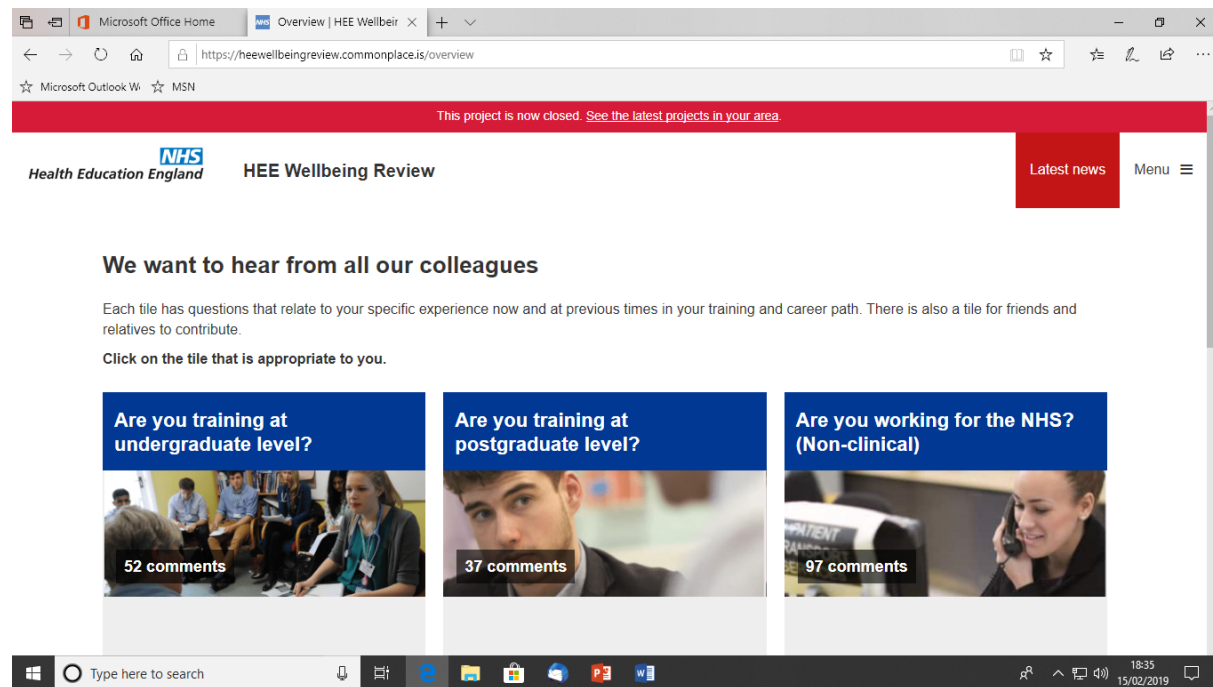 Microsoft Office Home
Overview | HEE Wellbeir
https://heewellbeingreview.commonplace.is/overview
Microsoft Outlook W
MSN
This project is now closed. See the latest projects in your area.
NHS
Health Education England
HEE Wellbeing Review
Latest news
Menu
We want to hear from all our colleagues
Each tile has questions that relate to your specific experience now and at previous times in your training and career path. There is also a tile for friends and
relatives to contribute.
Click on the tile that is appropriate to you.
Are you training at
undergraduate level?
Are you training at
postgraduate level?
Are you working for the NHS?
(Non-clinical)
PATIENT
TRANSPORT
52 comments
37 comments
97 comments
Type here to search
18:35
15/02/2019